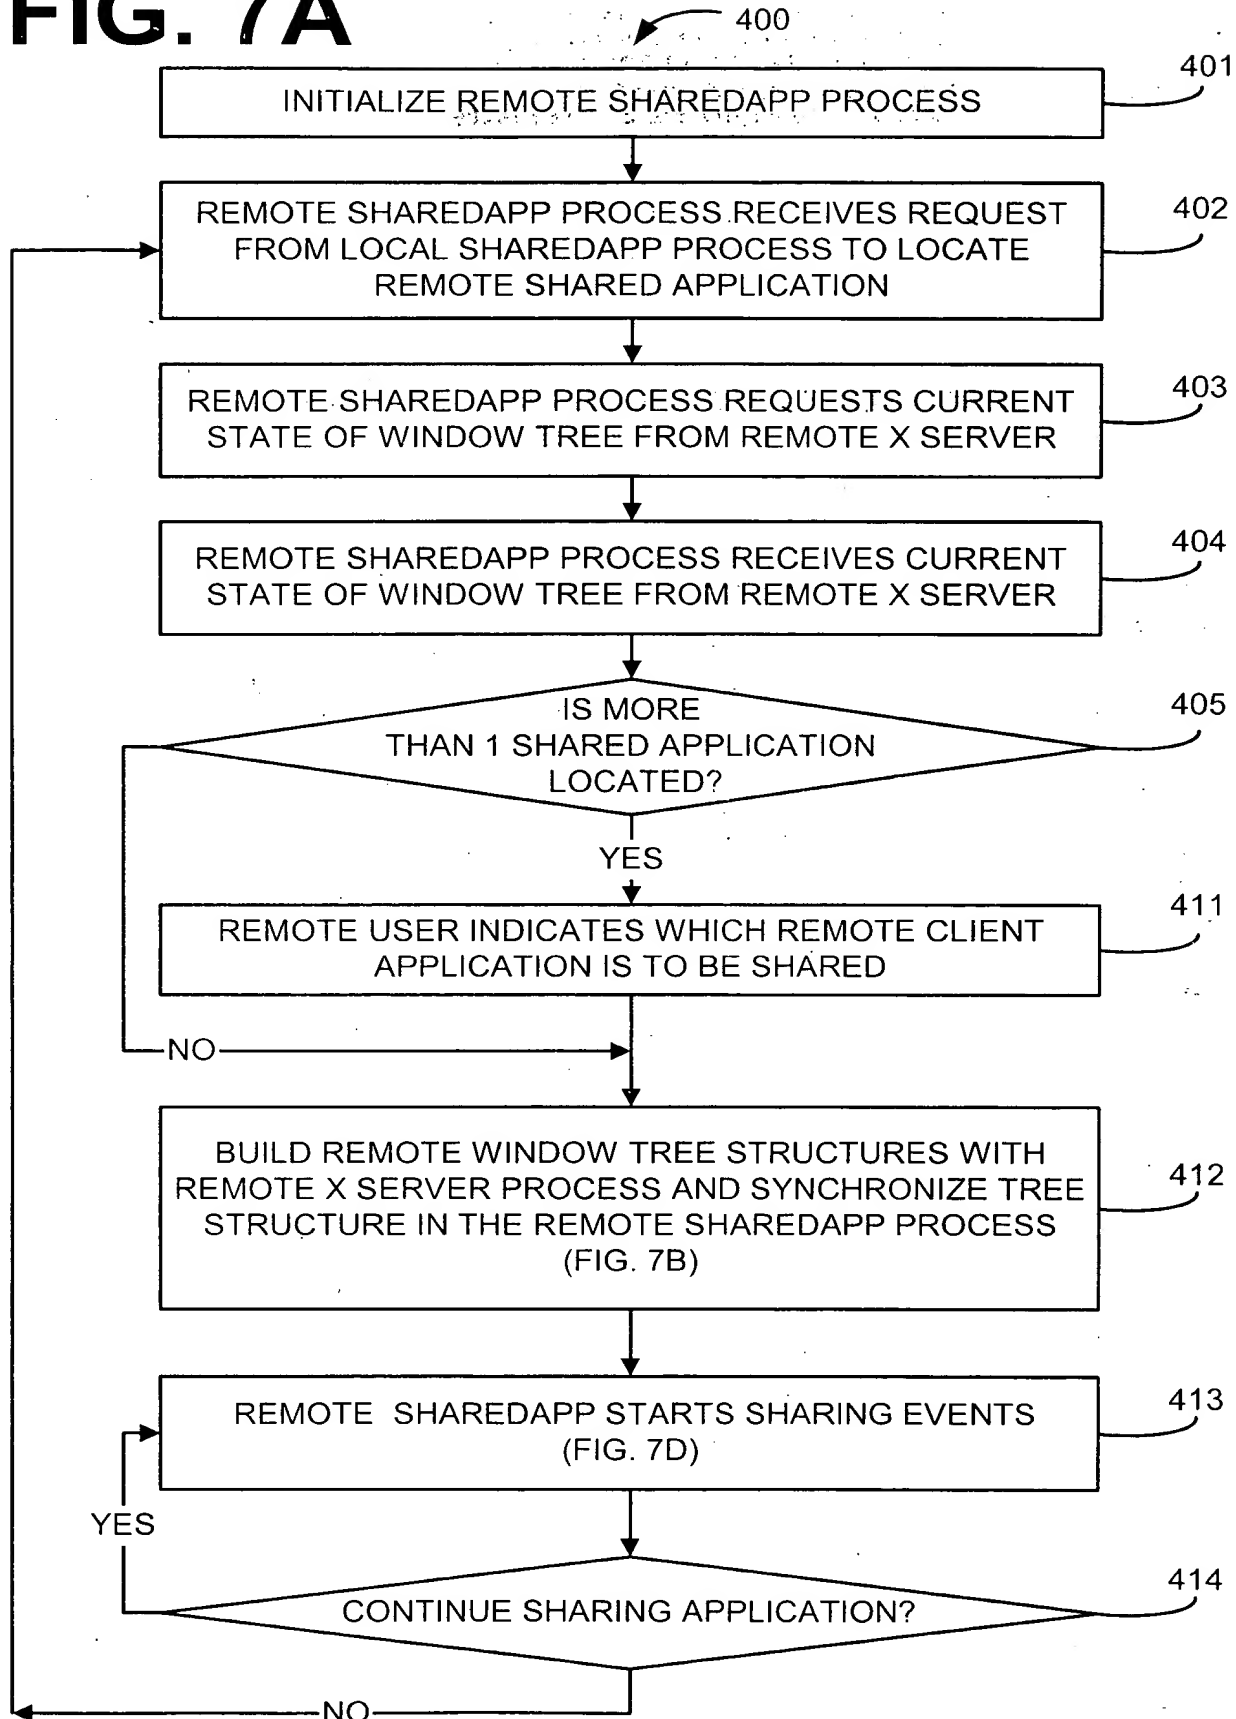 FIG. 7A
400
INITIALIZE REMOTE SHAREDAPP PROCESS
401
REMOTE SHAREDAPP PROCESS RECEIVES REQUEST
FROM LOCAL SHAREDAPP PROCESS TO LOCATE
REMOTE SHARED APPLICATION
402
REMOTE SHAREDAPP PROCESS REQUESTS CURRENT
STATE OF WINDOW TREE FROM REMOTE X SERVER
403
REMOTE SHAREDAPP PROCESS RECEIVES CURRENT
STATE OF WINDOW TREE FROM REMOTE X SERVER
404
IS MORE
THAN 1 SHARED APPLICATION
LOCATED?
405
YES
REMOTE USER INDICATES WHICH REMOTE CLIENT
APPLICATION IS TO BE SHARED
411
NO
BUILD REMOTE WINDOW TREE STRUCTURES WITH
REMOTE X SERVER PROCESS AND SYNCHRONIZE TREE
STRUCTURE IN THE REMOTE SHAREDAPP PROCESS
(FIG. 7B)
412
REMOTE SHAREDAPP STARTS SHARING EVENTS
(FIG. 7D)
413
YES
CONTINUE SHARING APPLICATION?
414
NO